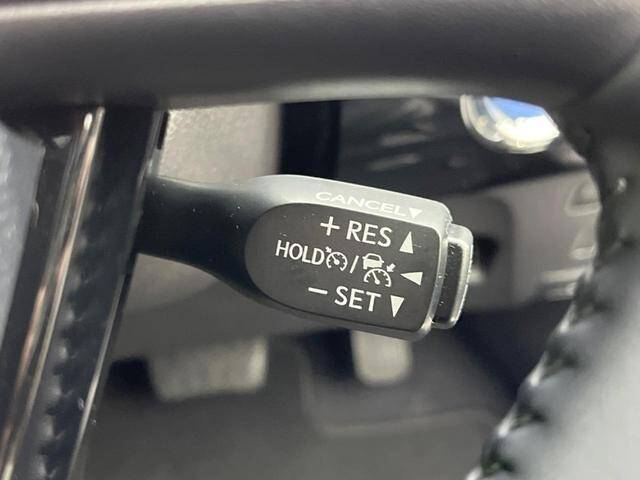 CANCEL▼
+ RES ▲
HOLD / ◄
– SET ▼